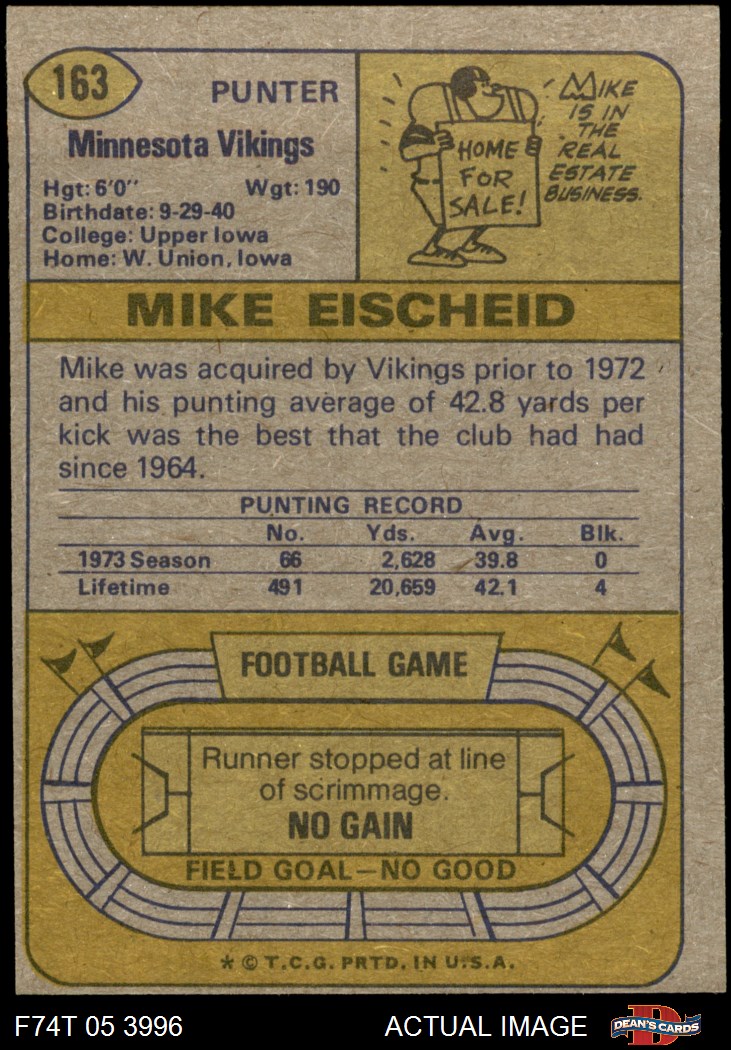 163
PUNTER
Minnesota Vikings
Hgt: 6'0" Wgt: 190
Birthdate: 9-29-40
College: Upper Iowa
Home: W. Union, Iowa
HOME
FOR
SALE!
MIKE
IS IN
THE
REAL
ESTATE
BUSINESS.
MIKE EISCHEID
Mike was acquired by Vikings prior to 1972
and his punting average of 42.8 yards per
kick was the best that the club had had
since 1964.
PUNTING RECORD
No. Yds. Avg. Blk.
1973 Season 66 2,628 39.8 0
Lifetime 491 20,659 42.1 4
FOOTBALL GAME
Runner stopped at line
of scrimmage.
NO GAIN
FIELD GOAL—NO GOOD
* © T.C.G. PRTD. IN U.S.A.
F74T 05 3996 ACTUAL IMAGE D DEAN'S CARDS